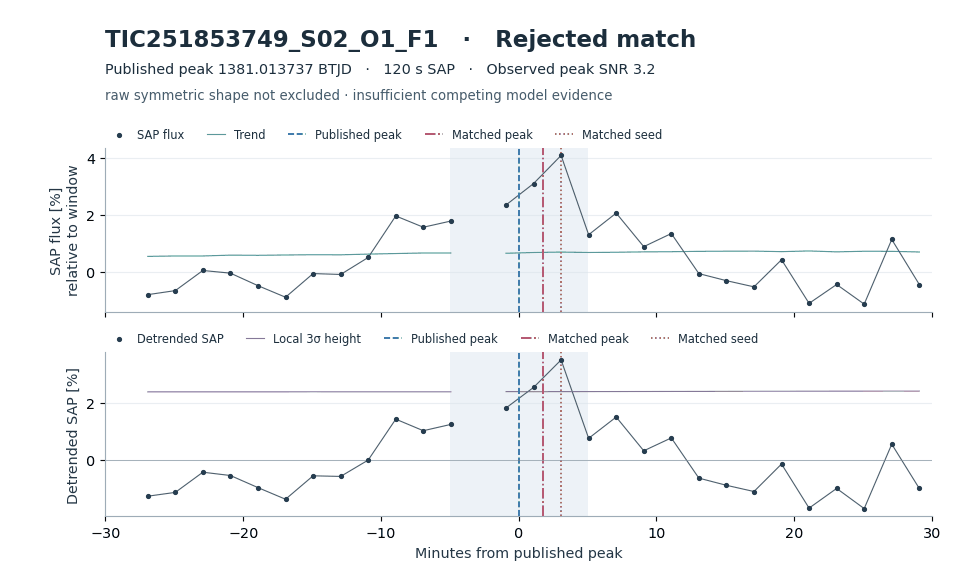 TIC251853749_S02_O1_F1 · Rejected match
Published peak 1381.013737 BTJD · 120 s SAP · Observed peak SNR 3.2
raw symmetric shape not excluded · insufficient competing model evidence
SAP flux Trend Published peak Matched peak Matched seed
SAP flux [%]
relative to window
4
2
0
Detrended SAP Local 3σ height Published peak Matched peak Matched seed
Detrended SAP [%]
2
0
−30 −20 −10 0 10 20 30
Minutes from published peak